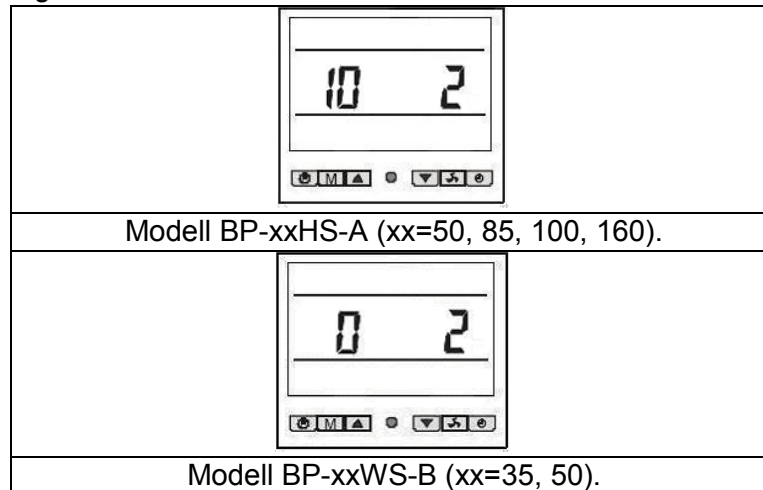 10 2
M
Modell BP-xxHS-A (xx=50, 85, 100, 160).
0 2
M
Modell BP-xxWS-B (xx=35, 50).